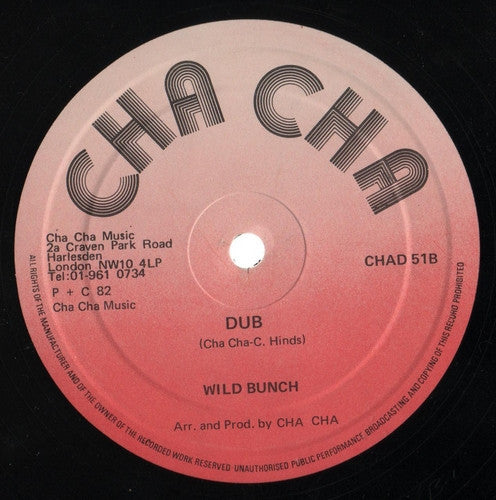 CHA CHA
Cha Cha Music
2a Craven Park Road
Harlesden
London NW10 4LP
Tel:01-961 0734
P + C 82
Cha Cha Music
CHAD 51B
DUB
(Cha Cha-C. Hinds)
WILD BUNCH
Arr. and Prod. by CHA CHA
ALL RIGHTS OF THE MANUFACTURER AND OF THE OWNER OF THE RECORDED WORK RESERVED UNAUTHORISED PUBLIC PERFORMANCE BROADCASTING AND COPYING OF THIS RECORD PROHIBITED